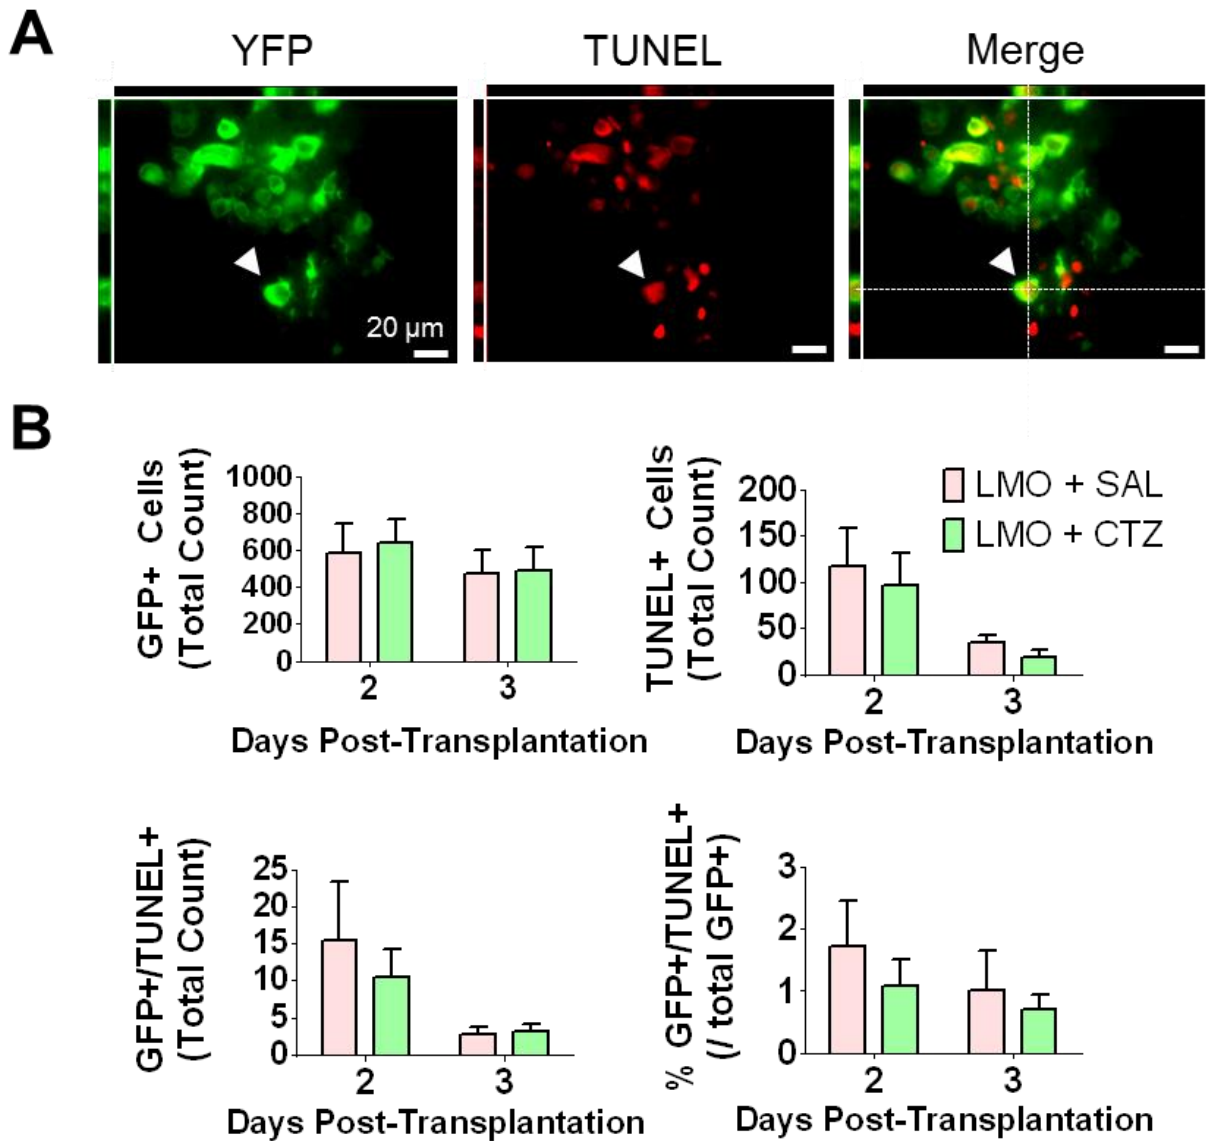 A
YFP
TUNEL
Merge
20 µm
B
GFP+ Cells
(Total Count)
1000
800
600
400
200
0
2
3
Days Post-Transplantation
TUNEL+ Cells
(Total Count)
200
150
100
50
0
2
3
Days Post-Transplantation
LMO + SAL
LMO + CTZ
GFP+/TUNEL+
(Total Count)
25
20
15
10
5
0
2
3
Days Post-Transplantation
% GFP+/TUNEL+
(/ total GFP+)
3
2
1
0
2
3
Days Post-Transplantation